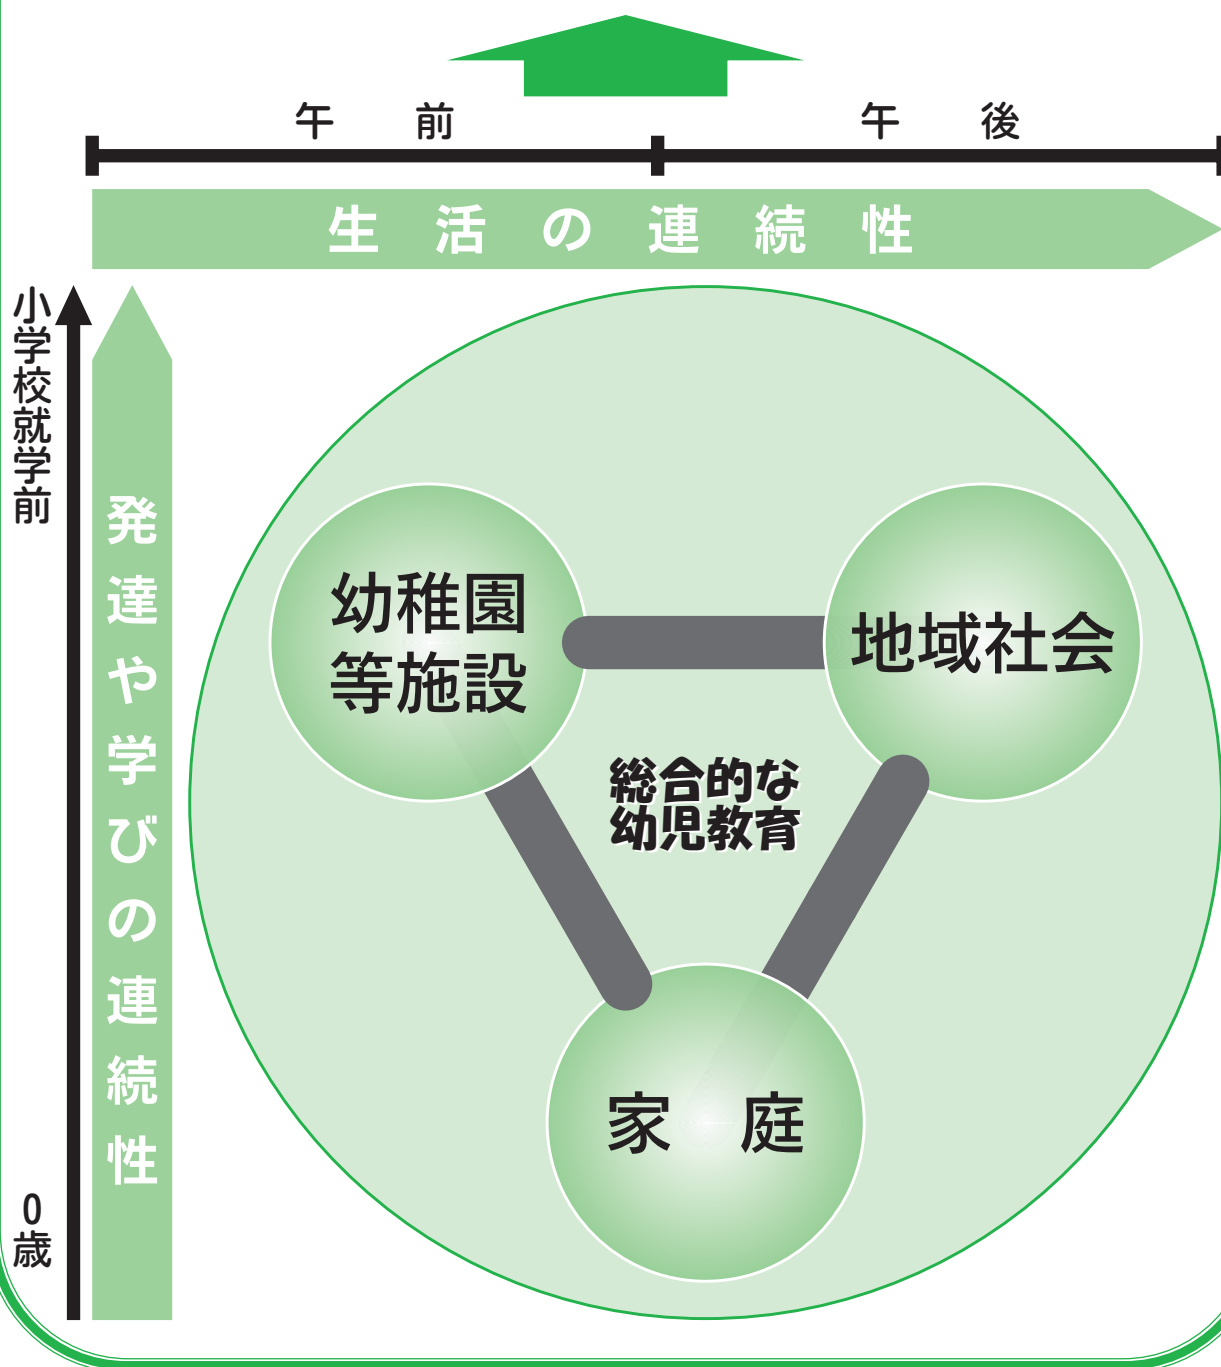 午前
午後
生活の連続性
小学校就学前
発達や学びの連続性
0歳
幼稚園
等施設
地域社会
総合的な
幼児教育
家庭